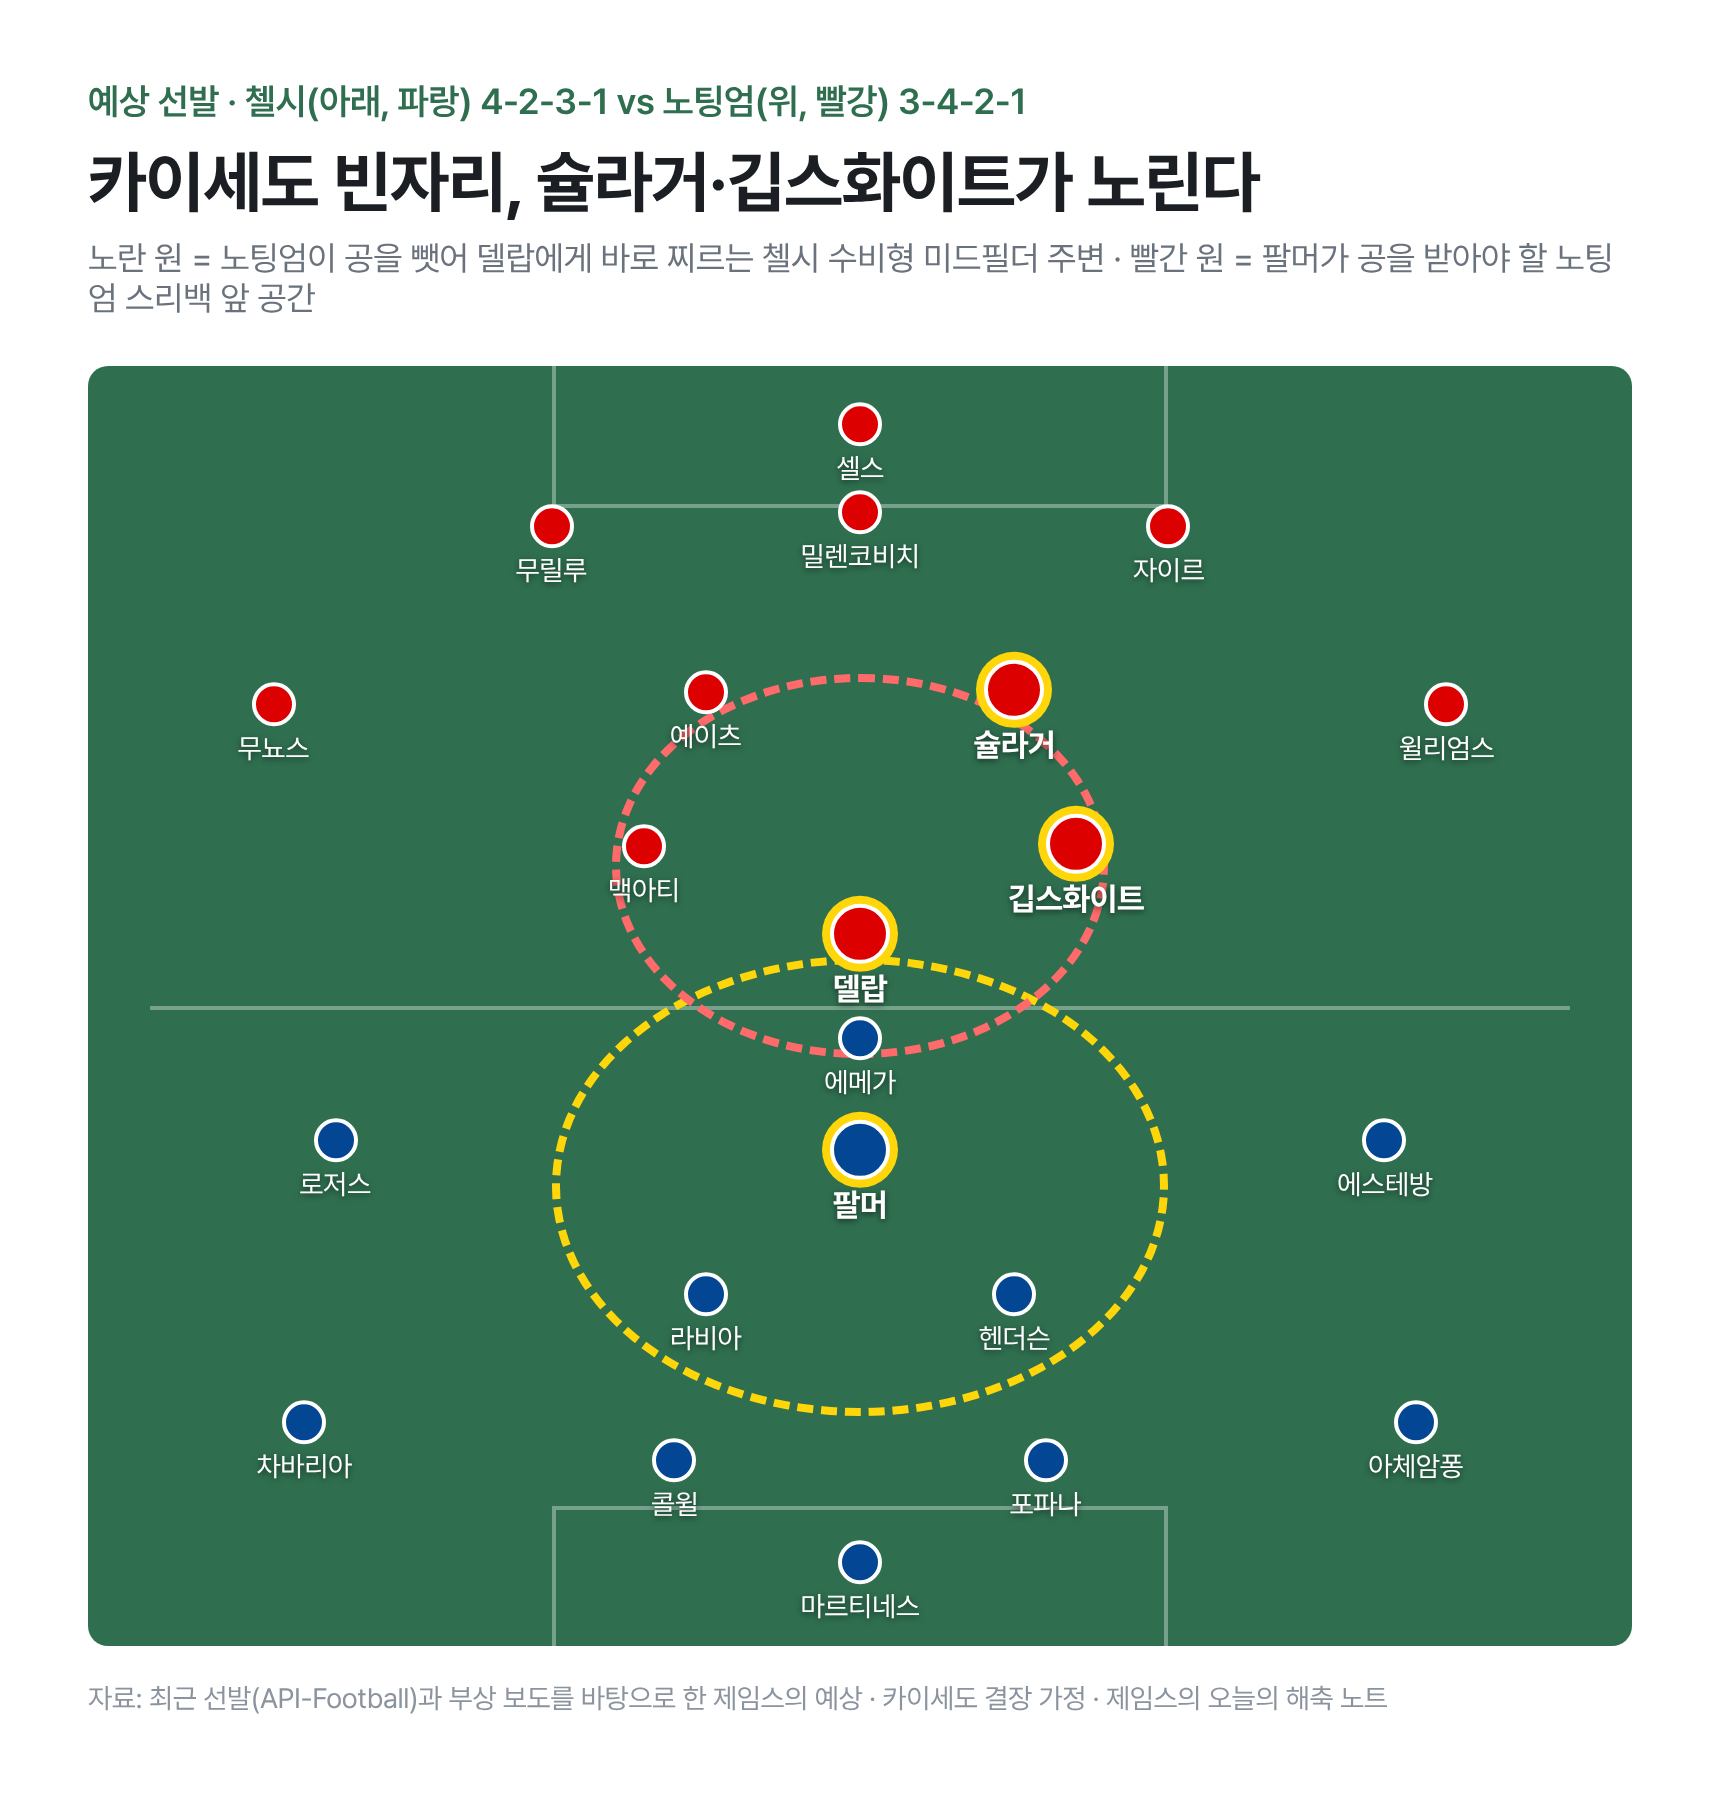 예상 선발 · 첼시(아래, 파랑) 4-2-3-1 vs 노팅엄(위, 빨강) 3-4-2-1
카이세도 빈자리, 슐라거·깁스화이트가 노린다
노란 원 = 노팅엄이 공을 뺏어 델랍에게 바로 찌르는 첼시 수비형 미드필더 주변 · 빨간 원 = 팔머가 공을 받아야 할 노팅
엄 스리백 앞 공간
셀스
밀렌코비치
무릴루
자이르
예이츠
슐라거
무뇨스
윌리엄스
맥아티
깁스화이트
델랍
에메가
로저스
팔머
에스테방
라비아
헨더슨
차바리아
아체암퐁
콜윌
포파나
마르티네스
자료: 최근 선발(API-Football)과 부상 보도를 바탕으로 한 제임스의 예상 · 카이세도 결장 가정 · 제임스의 오늘의 해축 노트